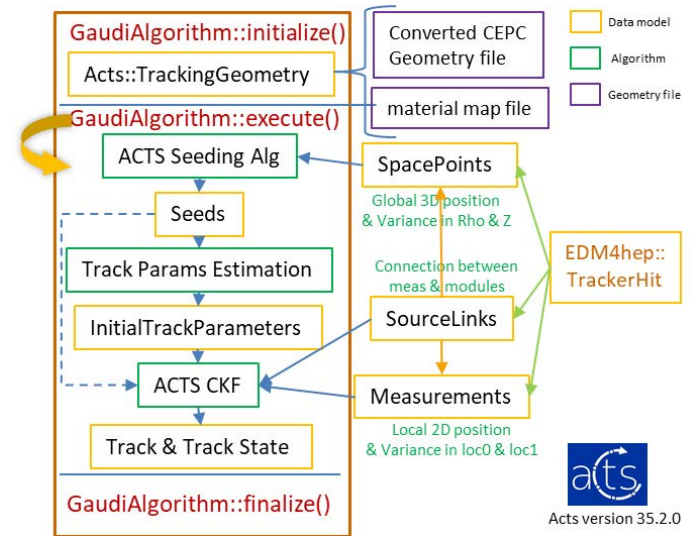 GaudiAlgorithm::initialize()
Acts::TrackingGeometry
Converted CEPC
Geometry file
material map file
Data model
Algorithm
Geometry file
GaudiAlgorithm::execute()
ACTS Seeding Alg
SpacePoints
Global 3D position
& Variance in Rho & Z
Seeds
EDM4hep::
TrackerHit
Track Params Estimation
Connection between
meas & modules
InitialTrackParameters
SourceLinks
ACTS CKF
Measurements
Local 2D position
& Variance in loc0 & loc1
Track & Track State
GaudiAlgorithm::finalize()
acts
Acts version 35.2.0